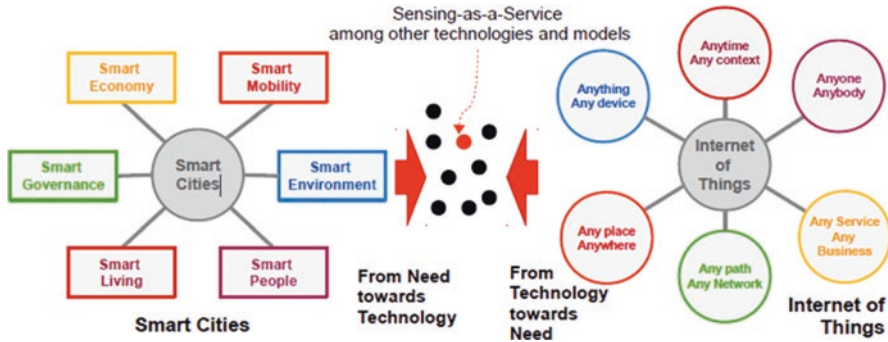 Sensing-as-a-Service
among other technologies and models
Smart
Economy
Smart
Mobility
Smart
Governance
Smart
Cities
Smart
Environment
Smart
Living
Smart
People
Smart Cities
From Need
towards
Technology
From
Technology
towards
Need
Anytime
Any context
Anything
Any device
Anyone
Anybody
Internet
of
Things
Any place
Anywhere
Any Service
Any
Business
Any path
Any Network
Internet of
Things